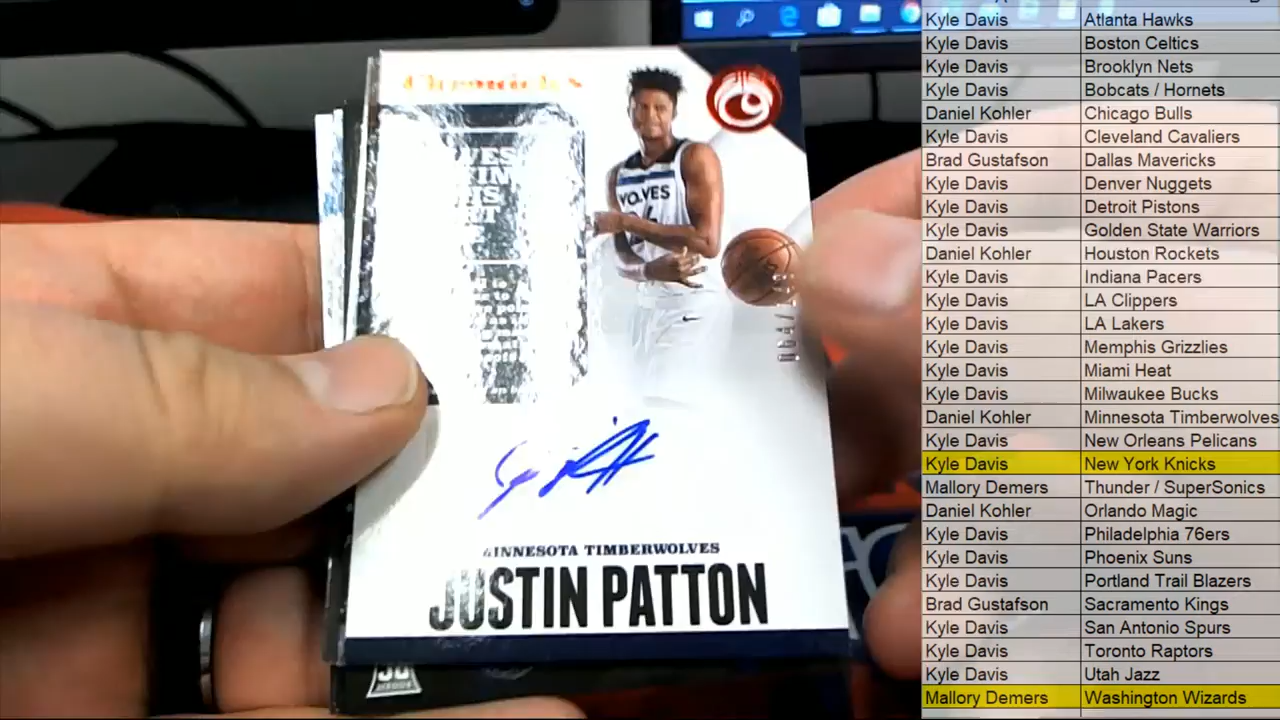 Chronicles
WOLVES
MINNESOTA TIMBERWOLVES
JUSTIN PATTON
Kyle Davis Atlanta Hawks
Kyle Davis Boston Celtics
Kyle Davis Brooklyn Nets
Kyle Davis Bobcats / Hornets
Daniel Kohler Chicago Bulls
Kyle Davis Cleveland Cavaliers
Brad Gustafson Dallas Mavericks
Kyle Davis Denver Nuggets
Kyle Davis Detroit Pistons
Kyle Davis Golden State Warriors
Daniel Kohler Houston Rockets
Kyle Davis Indiana Pacers
Kyle Davis LA Clippers
Kyle Davis LA Lakers
Kyle Davis Memphis Grizzlies
Kyle Davis Miami Heat
Kyle Davis Milwaukee Bucks
Daniel Kohler Minnesota Timberwolves
Kyle Davis New Orleans Pelicans
Kyle Davis New York Knicks
Mallory Demers Thunder / SuperSonics
Daniel Kohler Orlando Magic
Kyle Davis Philadelphia 76ers
Kyle Davis Phoenix Suns
Kyle Davis Portland Trail Blazers
Brad Gustafson Sacramento Kings
Kyle Davis San Antonio Spurs
Kyle Davis Toronto Raptors
Kyle Davis Utah Jazz
Mallory Demers Washington Wizards